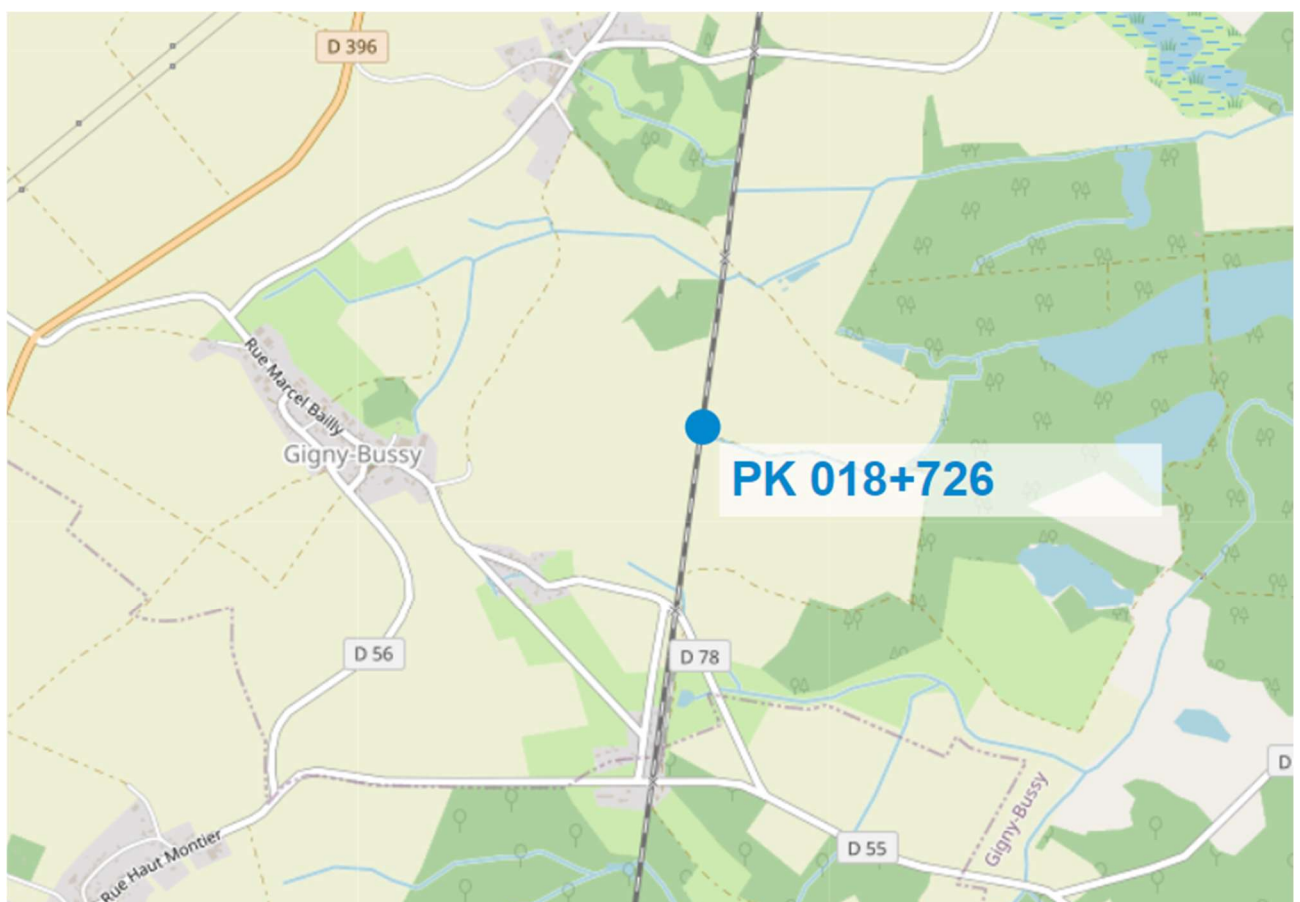 D 396
Rue Marcel Bailly
Gigny-Bussy
PK 018+726
D 56
D 78
D
Gigny-Bussy
D 55
Rue Haut Montier